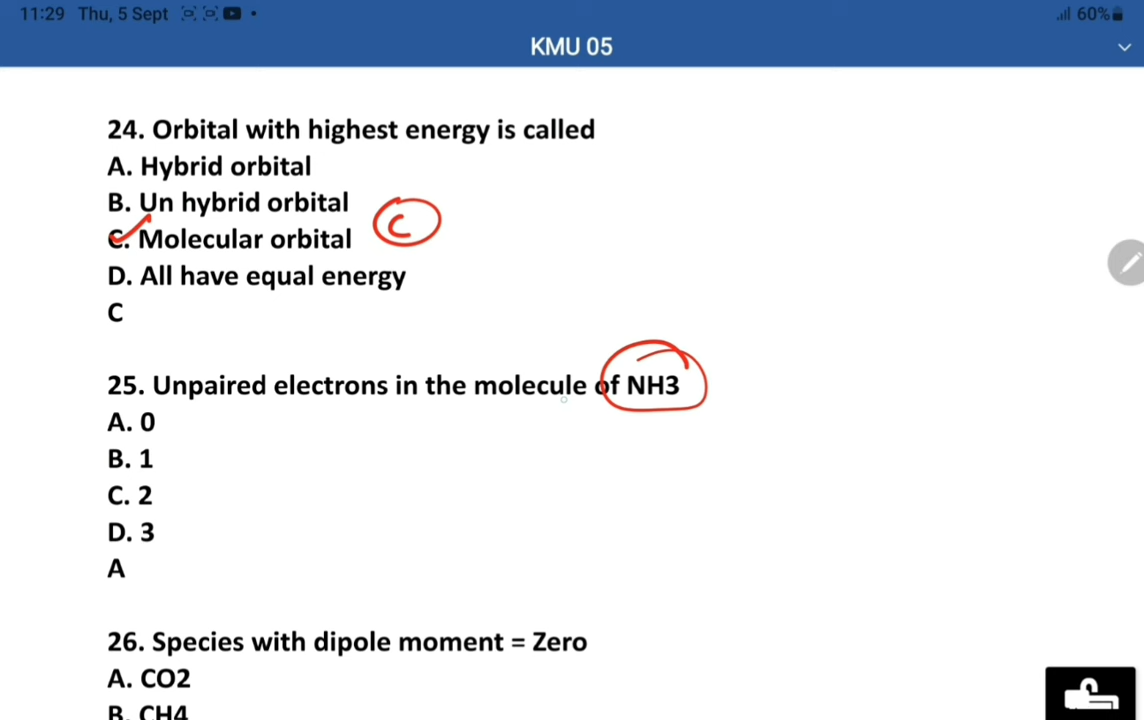 11:29 Thu, 5 Sept
60%
KMU 05
24. Orbital with highest energy is called
A. Hybrid orbital
B. Un hybrid orbital
C
C. Molecular orbital
D. All have equal energy
C
25. Unpaired electrons in the molecule of NH3
A. 0
B. 1
C. 2
D. 3
A
26. Species with dipole moment = Zero
A. CO2
B. CH4